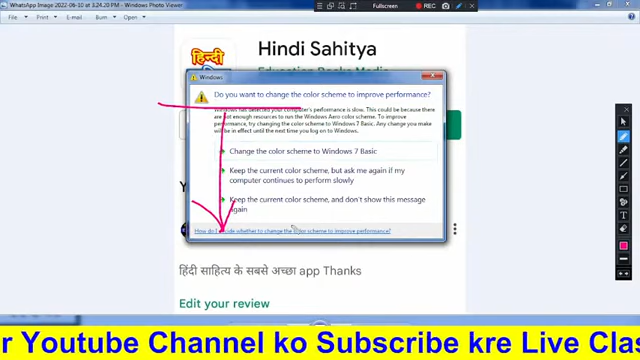 WhatsApp Image 2022-06-10 at 3.24.20 PM - Windows Photo Viewer
Fullscreen
REC
Print
E-mail
Burn
Open
हिन्दी
Hindi Sahitya
Windows
Do you want to change the color scheme to improve performance?
Windows has detected your computer's performance is slow. This could be because
there are not enough resources to run the Windows Aero color scheme. To improve
performance, try changing the color scheme to Windows 7 Basic. Any change you make
will be in effect until the next time you log on to Windows.
Change the color scheme to Windows 7 Basic
Keep the current color scheme, but ask me again if my
computer continues to perform slowly
Keep the current color scheme, and don't show this message
again
How do I decide whether to change the color scheme to improve performance?
हिंदी साहित्य के सबसे अच्छा app Thanks
Edit your review
r Youtube Channel ko Subscribe kre Live Clas